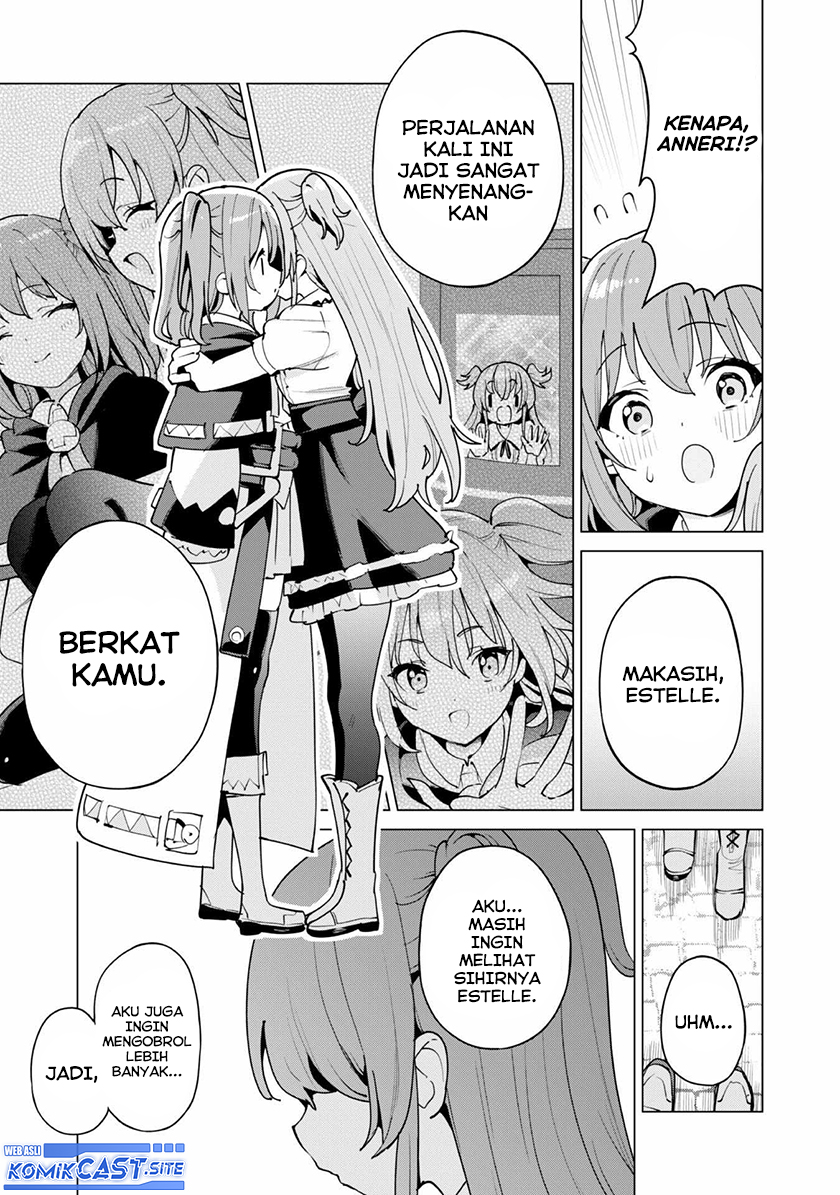 KENAPA,
ANNERI!?
MAKASIH,
ESTELLE.
PERJALANAN
KALI INI
JADI SANGAT
MENYENANG-
KAN
BERKAT
KAMU.
UHM...
AKU...
MASIH
INGIN
MELIHAT
SIHIRNYA
ESTELLE.
AKU JUGA
INGIN
MENGOBROL
LEBIH
BANYAK...
JADI,
WEB ASLI
KOMIKCAST.SITE